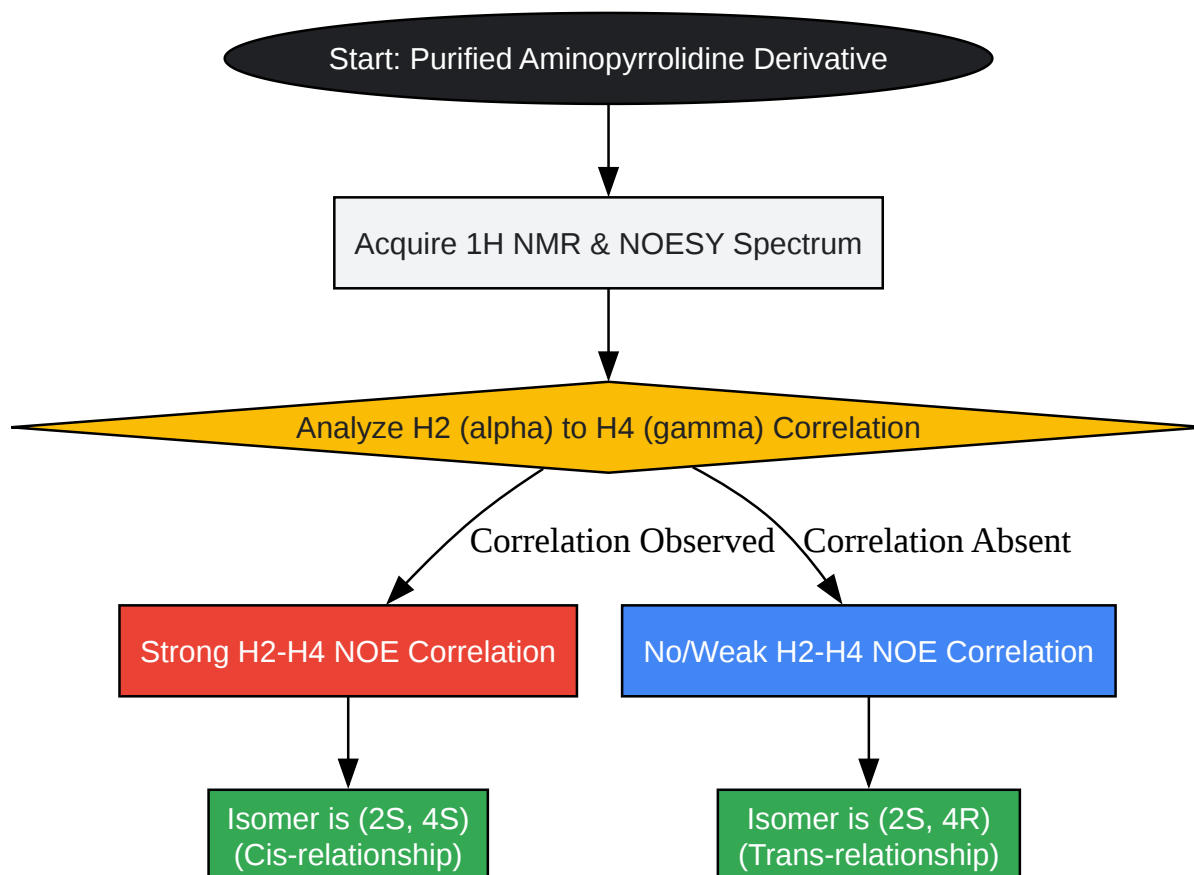 Start: Purified Aminopyrrolidine Derivative
Acquire 1H NMR & NOESY Spectrum
Analyze H2 (alpha) to H4 (gamma) Correlation
Correlation Observed
Correlation Absent
Strong H2-H4 NOE Correlation
No/Weak H2-H4 NOE Correlation
Isomer is (2S, 4S)
(Cis-relationship)
Isomer is (2S, 4R)
(Trans-relationship)